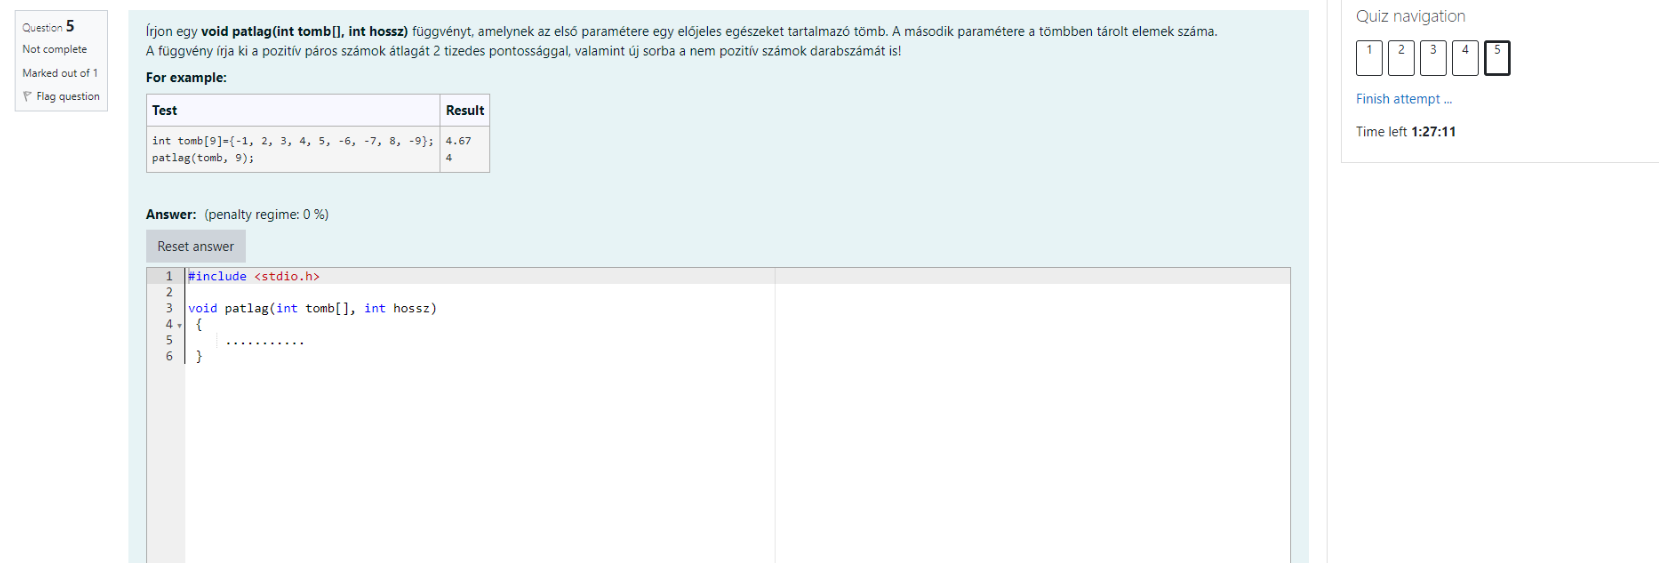 Question 5
Not complete
Marked out of 1
Flag question
Írjon egy void patlag(int tomb[], int hossz) függvényt, amelynek az első paramétere egy előjeles egészeket tartalmazó tömb. A második paramétere a tömbben tárolt elemek száma.
A függvény írja ki a pozitív páros számok átlagát 2 tizedes pontossággal, valamint új sorba a nem pozitív számok darabszámát is!
For example:
Test Result
int tomb[9]={-1, 2, 3, 4, 5, -6, -7, 8, -9}; 4.67
patlag(tomb, 9); 4
Answer: (penalty regime: 0 %)
Reset answer
1 #include <stdio.h>
2
3 void patlag(int tomb[], int hossz)
4 {
5 ...........
6 }
Quiz navigation
1 2 3 4 5
Finish attempt ...
Time left 1:27:11